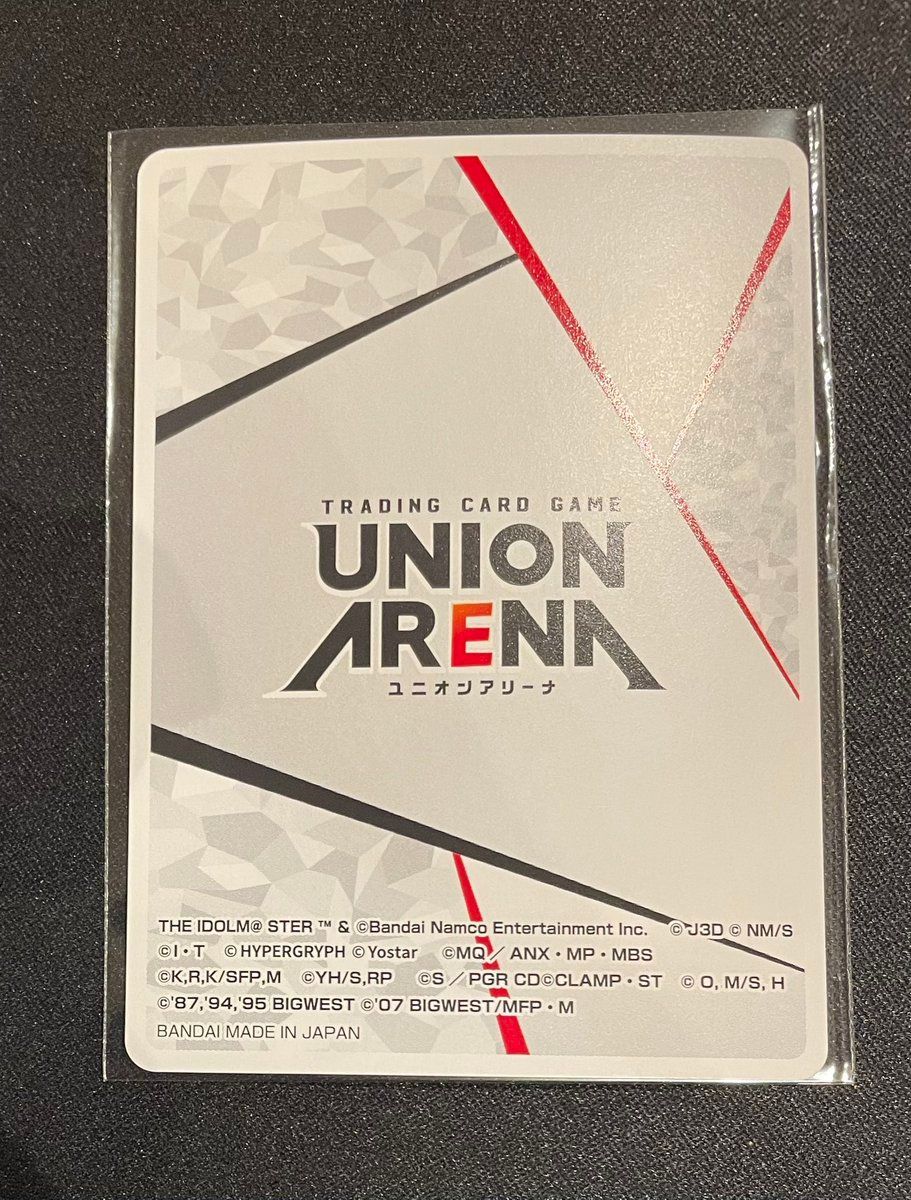 TRADING CARD GAME
UNION
ARENA
ユニオンアリーナ
THE IDOLM@ STER™ & ©Bandai Namco Entertainment Inc. ©J3D © NM/S
©I・T ©HYPERGRYPH ©Yostar ©MQ／ANX・MP・MBS
©K,R,K/SFP,M ©YH/S,RP ©S／PGR CD©CLAMP・ST © O, M/S, H
©'87,'94,'95 BIGWEST ©'07 BIGWEST/MFP・M
BANDAI MADE IN JAPAN